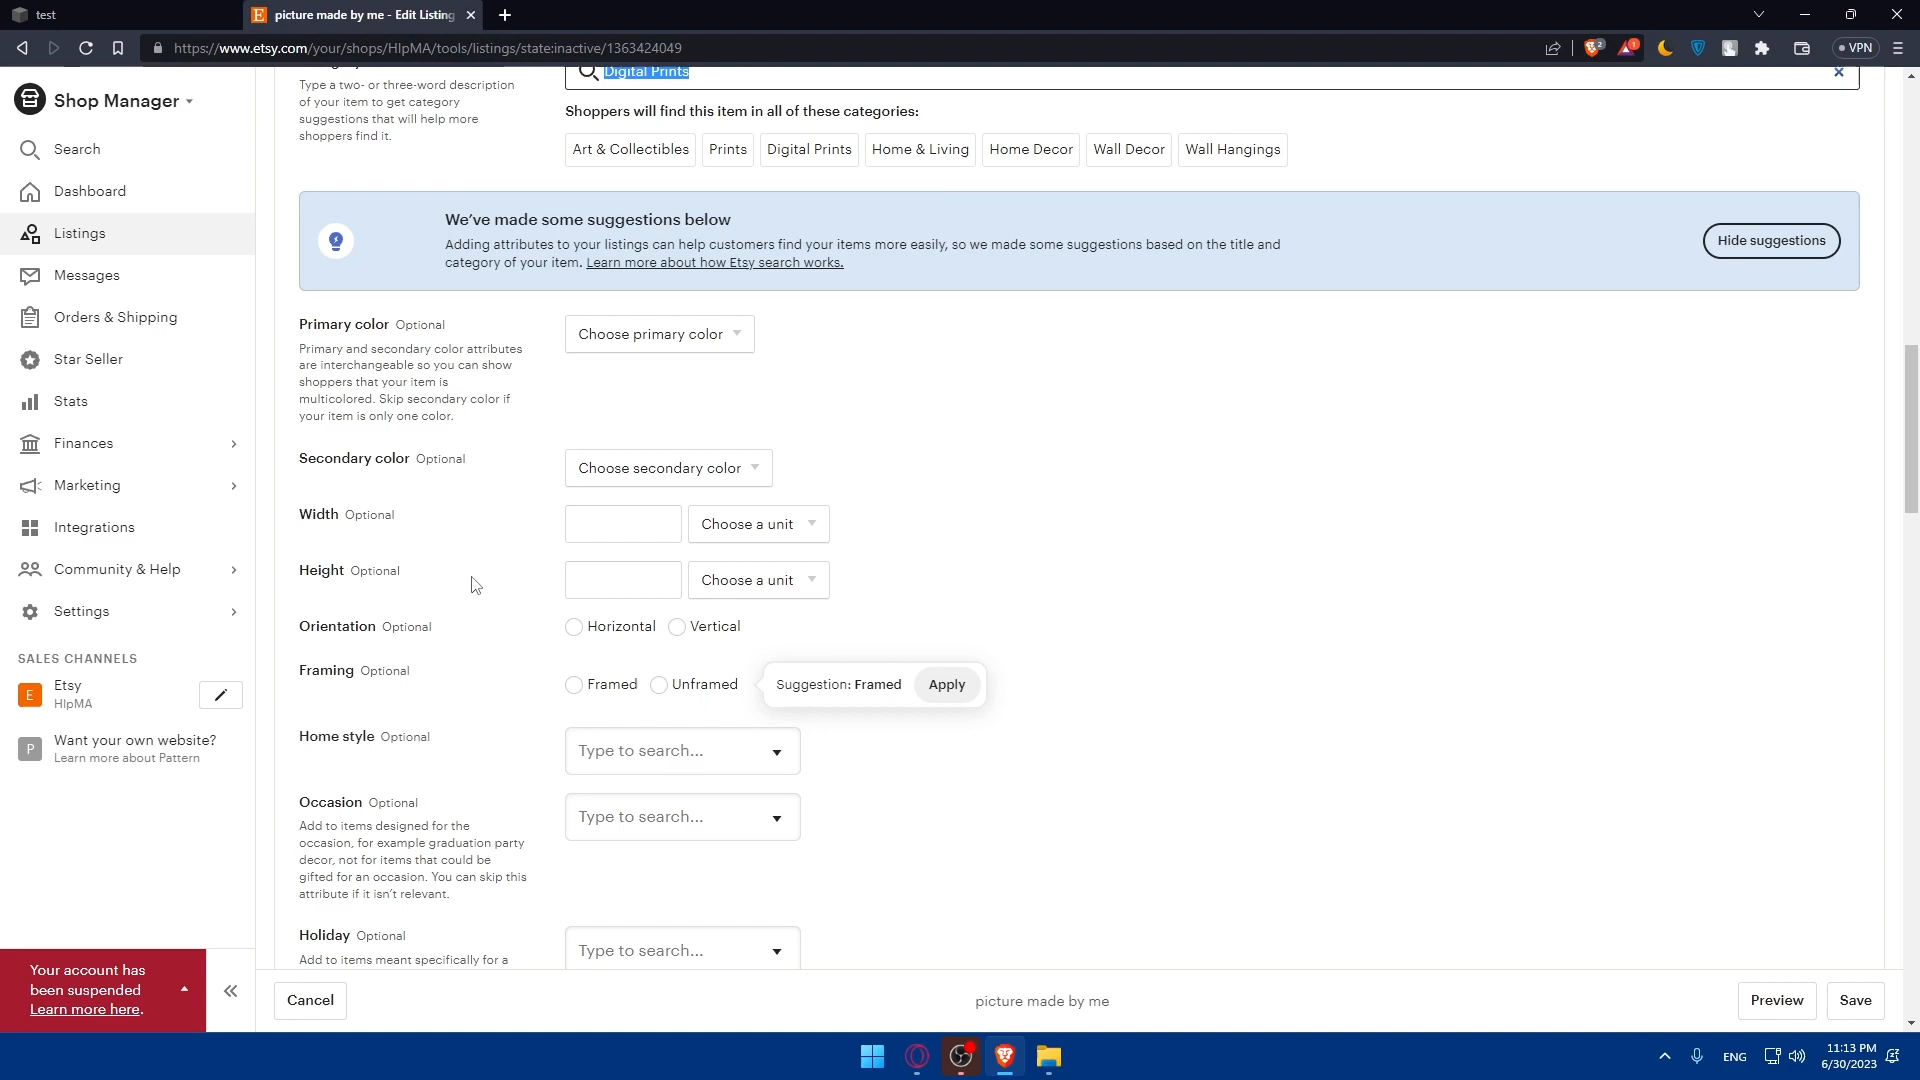 test
picture made by me - Edit Listing
https://www.etsy.com/your/shops/HlpMA/tools/listings/state:inactive/1363424049
2
1
VPN
Shop Manager
Search
Dashboard
Listings
Messages
Orders & Shipping
Star Seller
Stats
Finances
Marketing
Integrations
Community & Help
Settings
SALES CHANNELS
E
Etsy
HlpMA
P
Want your own website?
Learn more about Pattern
Your account has
been suspended
Learn more here.
Type a two- or three-word description
of your item to get category
suggestions that will help more
shoppers find it.
Digital Prints
Shoppers will find this item in all of these categories:
Art & Collectibles
Prints
Digital Prints
Home & Living
Home Decor
Wall Decor
Wall Hangings
We've made some suggestions below
Adding attributes to your listings can help customers find your items more easily, so we made some suggestions based on the title and
category of your item. Learn more about how Etsy search works.
Hide suggestions
Primary color Optional
Primary and secondary color attributes
are interchangeable so you can show
shoppers that your item is
multicolored. Skip secondary color if
your item is only one color.
Choose primary color
Secondary color Optional
Choose secondary color
Width Optional
Choose a unit
Height Optional
Choose a unit
Orientation Optional
Horizontal
Vertical
Framing Optional
Framed
Unframed
Suggestion: Framed
Apply
Home style Optional
Type to search...
Occasion Optional
Add to items designed for the
occasion, for example graduation party
decor, not for items that could be
gifted for an occasion. You can skip this
attribute if it isn't relevant.
Type to search...
Holiday Optional
Add to items meant specifically for a
Type to search...
Cancel
picture made by me
Preview
Save
ENG
11:13 PM
6/30/2023